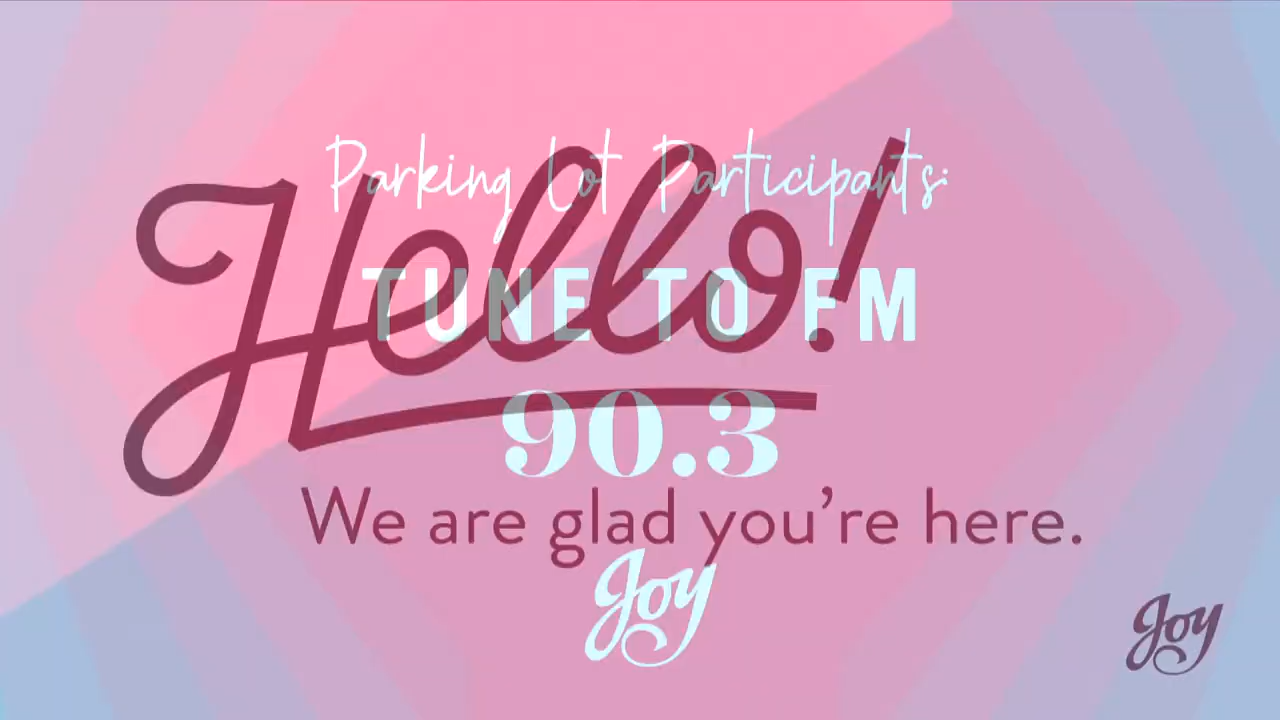 Parking Lot Participants:
Hello!
TUNE TO FM
90.3
We are glad you're here.
Joy
Joy